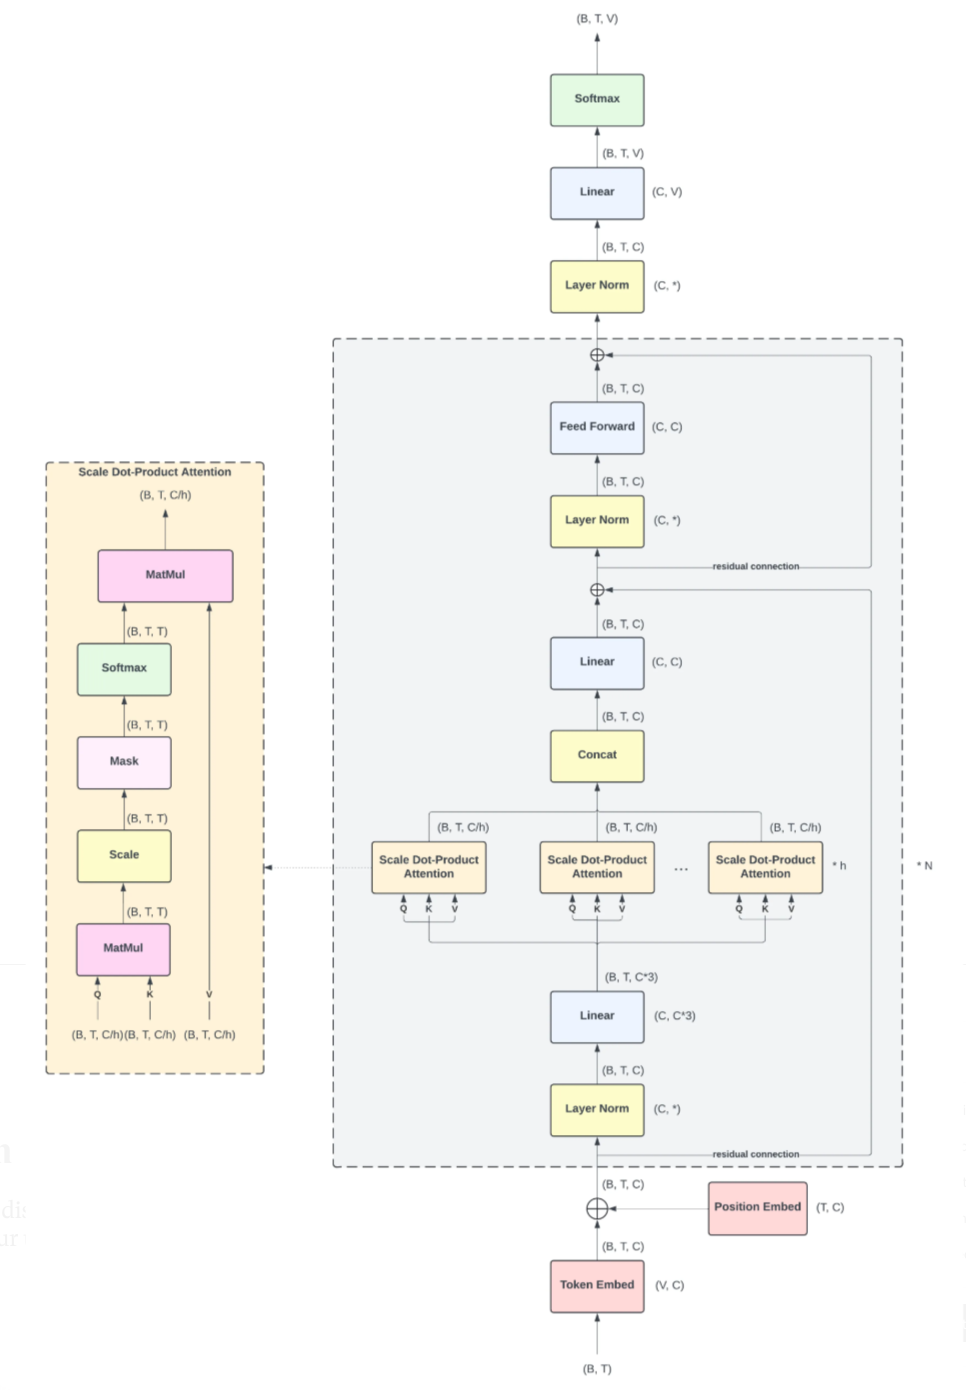 (B, T, V)
Softmax
(B, T, V)
Linear (C, V)
(B, T, C)
Layer Norm (C, *)
(B, T, C)
Feed Forward (C, C)
(B, T, C)
Layer Norm (C, *)
residual connection
(B, T, C)
Linear (C, C)
(B, T, C)
Concat
(B, T, C/h) (B, T, C/h) (B, T, C/h)
Scale Dot-Product Attention
Scale Dot-Product Attention
...
Scale Dot-Product Attention
* h
* N
Q K V Q K V Q K V
(B, T, C*3)
Linear (C, C*3)
(B, T, C)
Layer Norm (C, *)
residual connection
(B, T, C)
Position Embed (T, C)
(B, T, C)
Token Embed (V, C)
(B, T)
Scale Dot-Product Attention
(B, T, C/h)
MatMul
(B, T, T)
Softmax
(B, T, T)
Mask
(B, T, T)
Scale
(B, T, T)
MatMul
Q K V
(B, T, C/h) (B, T, C/h) (B, T, C/h)